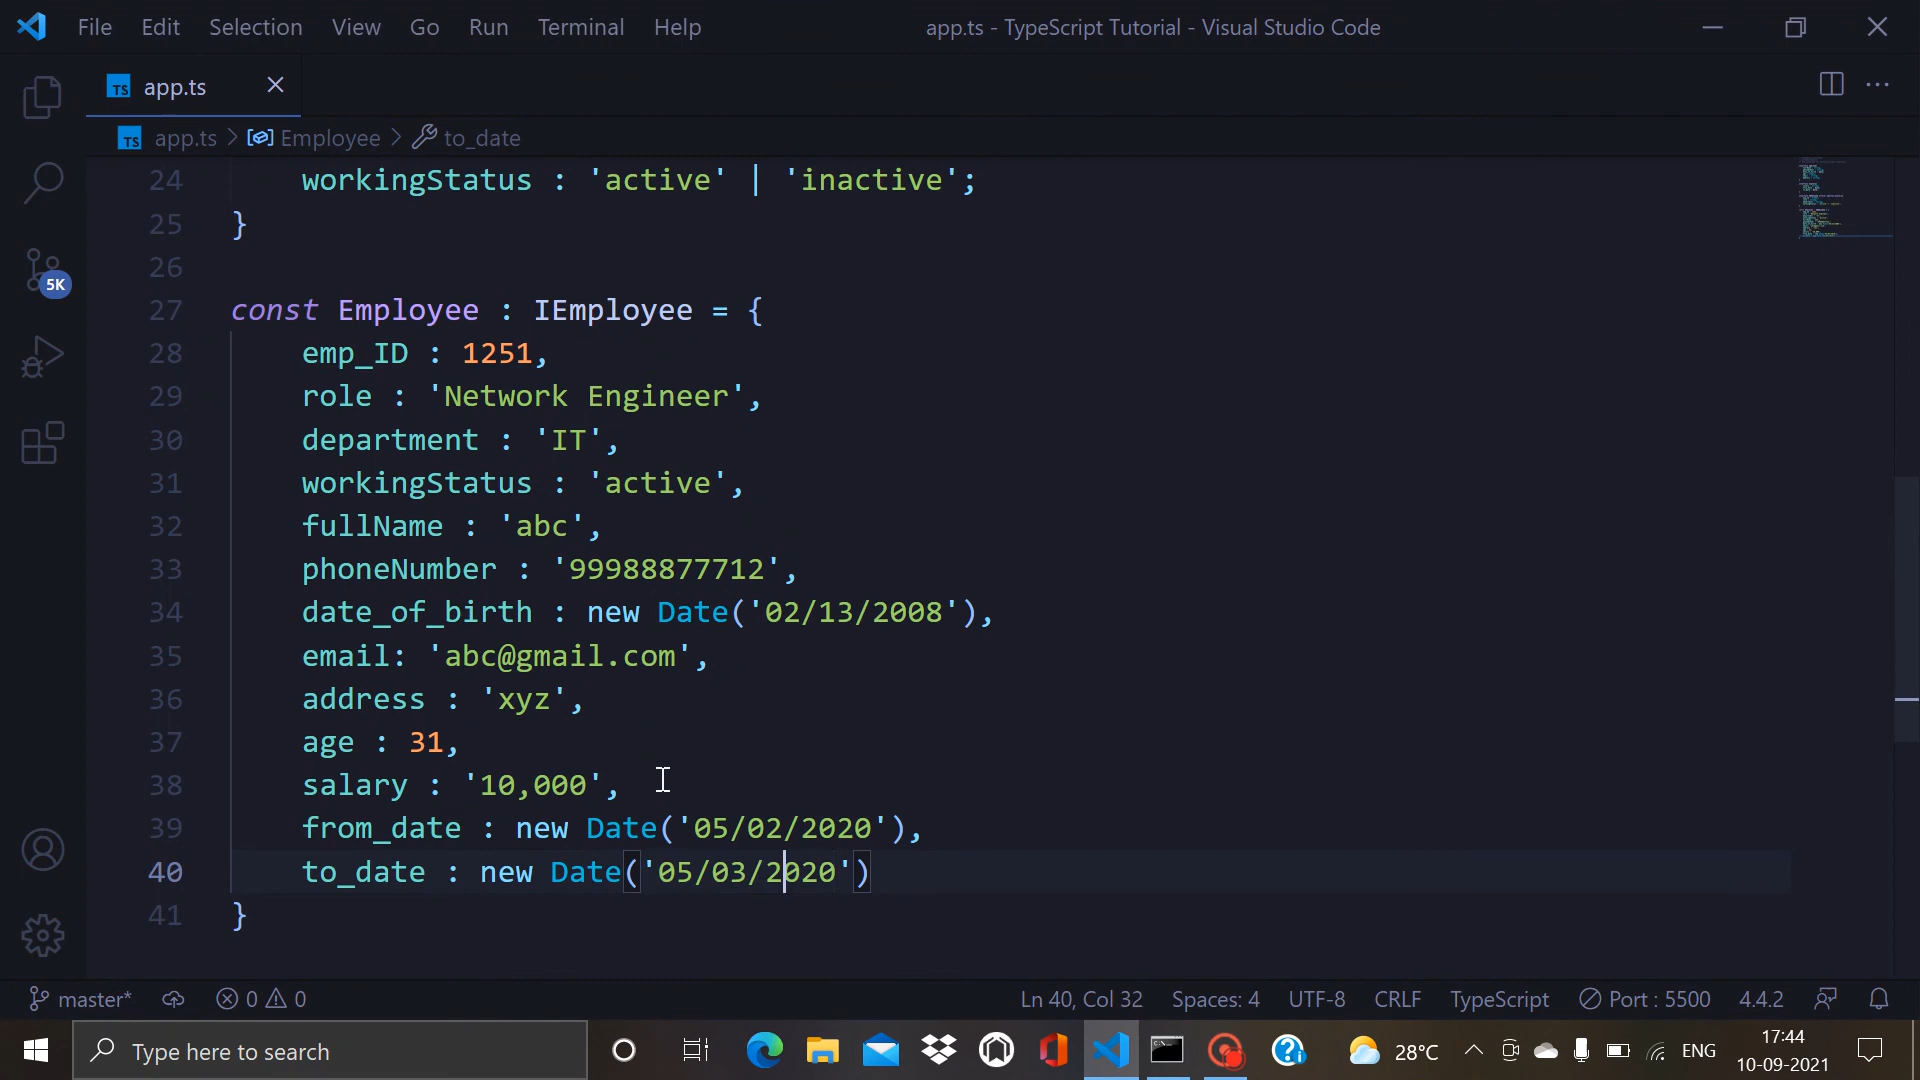 File Edit Selection View Go Run Terminal Help app.ts - TypeScript Tutorial - Visual Studio Code
TS app.ts
TS app.ts > Employee > to_date
24 workingStatus : 'active' | 'inactive';
25 }
26
27 const Employee : IEmployee = {
28 emp_ID : 1251,
29 role : 'Network Engineer',
30 department : 'IT',
31 workingStatus : 'active',
32 fullName : 'abc',
33 phoneNumber : '99988877712',
34 date_of_birth : new Date('02/13/2008'),
35 email: 'abc@gmail.com',
36 address : 'xyz',
37 age : 31,
38 salary : '10,000',
39 from_date : new Date('05/02/2020'),
40 to_date : new Date('05/03/2020')
41 }
5K
master* 0 0 Ln 40, Col 32 Spaces: 4 UTF-8 CRLF TypeScript Port : 5500 4.4.2
Type here to search 28°C ENG 17:44
10-09-2021